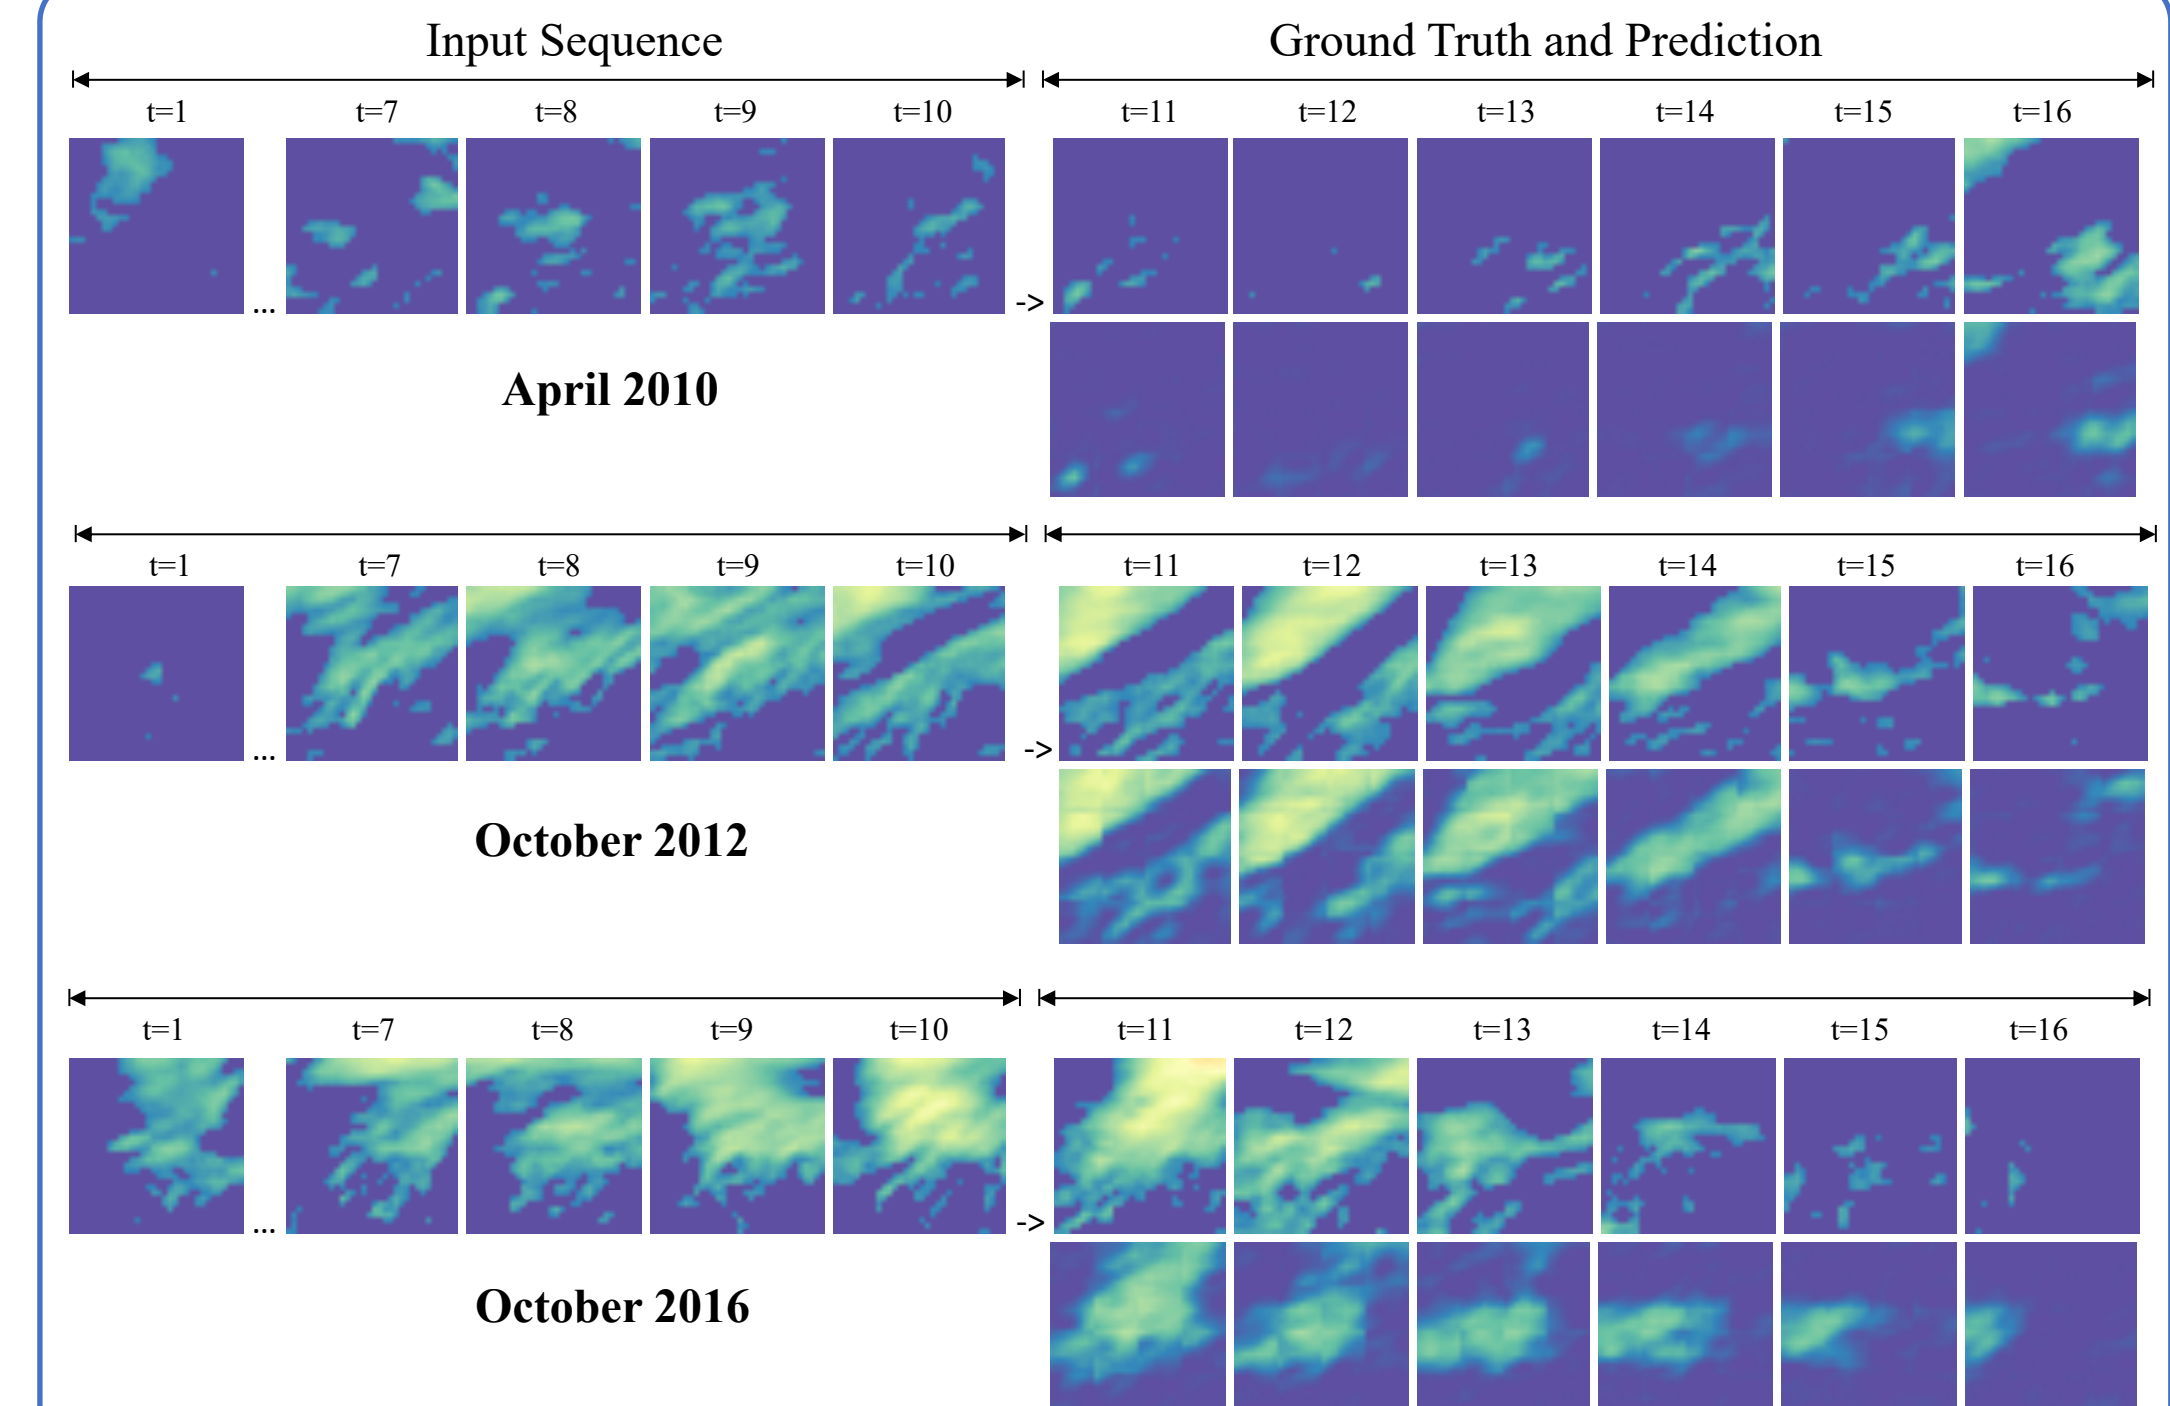 Input Sequence Ground Truth and Prediction
t=1 t=7 t=8 t=9 t=10 t=11 t=12 t=13 t=14 t=15 t=16
... ->
April 2010
t=1 t=7 t=8 t=9 t=10 t=11 t=12 t=13 t=14 t=15 t=16
... ->
October 2012
t=1 t=7 t=8 t=9 t=10 t=11 t=12 t=13 t=14 t=15 t=16
... ->
October 2016